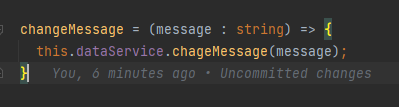 changeMessage = (message : string) => {
this.dataService.chageMessage(message);
} You, 6 minutes ago • Uncommitted changes